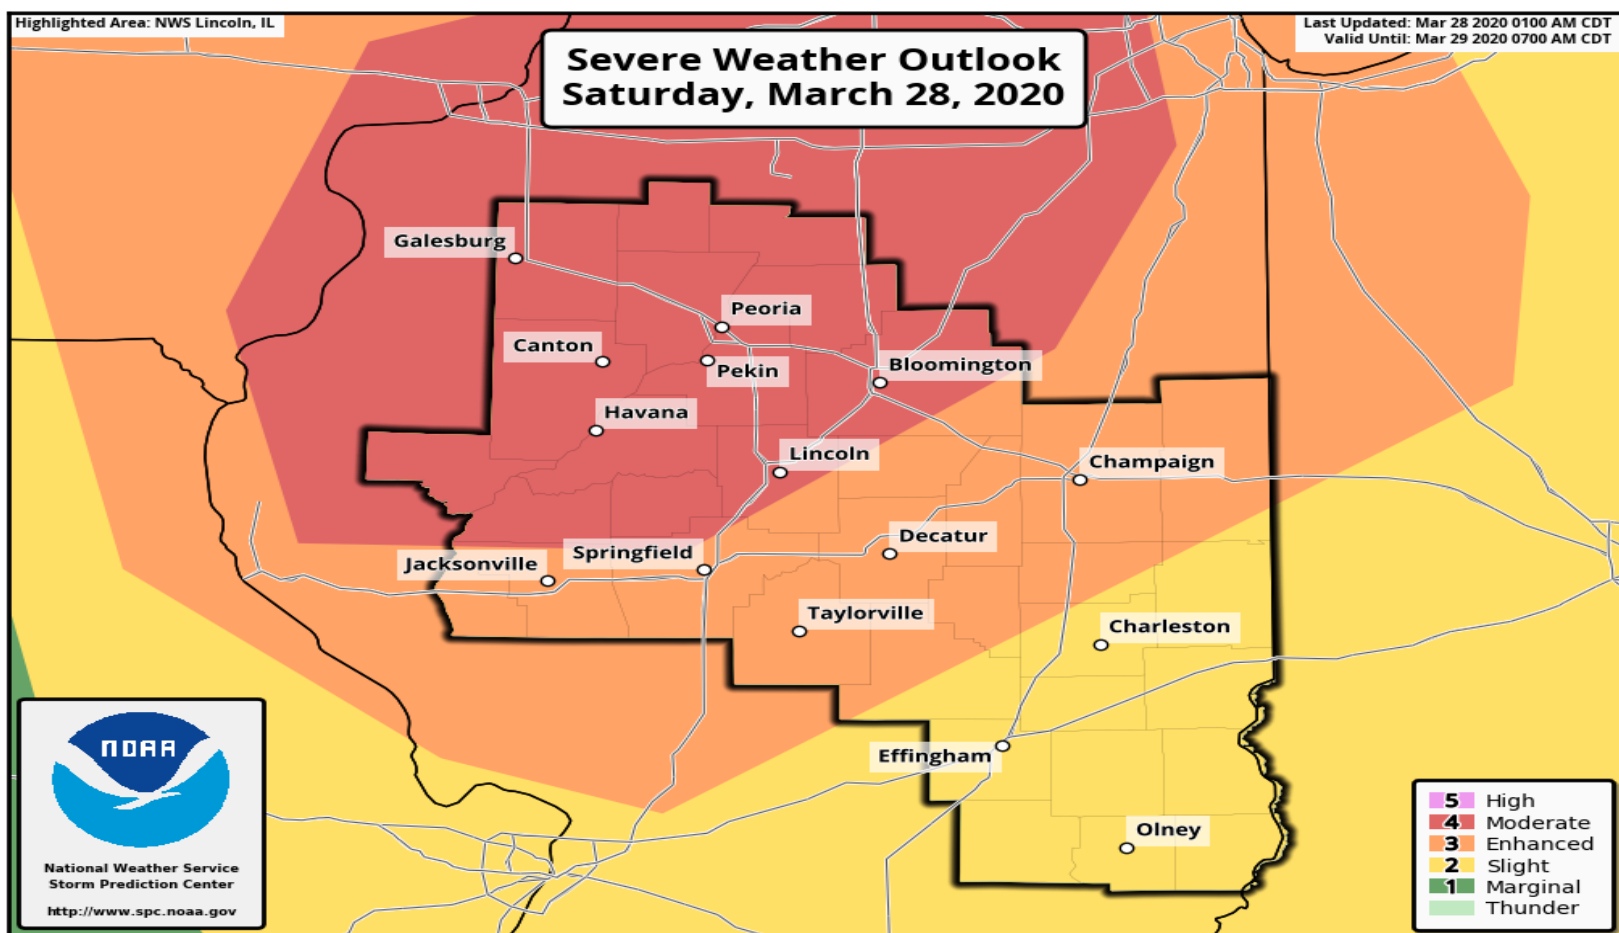 Highlighted Area: NWS Lincoln, IL
Last Updated: Mar 28 2020 0100 AM CDT
Valid Until: Mar 29 2020 0700 AM CDT
Severe Weather Outlook
Saturday, March 28, 2020
Galesburg
Peoria
Canton
Pekin
Bloomington
Havana
Lincoln
Champaign
Decatur
Springfield
Jacksonville
Taylorville
Charleston
Effingham
Olney
NOAA
National Weather Service
Storm Prediction Center
http://www.spc.noaa.gov
5 High
4 Moderate
3 Enhanced
2 Slight
1 Marginal
Thunder